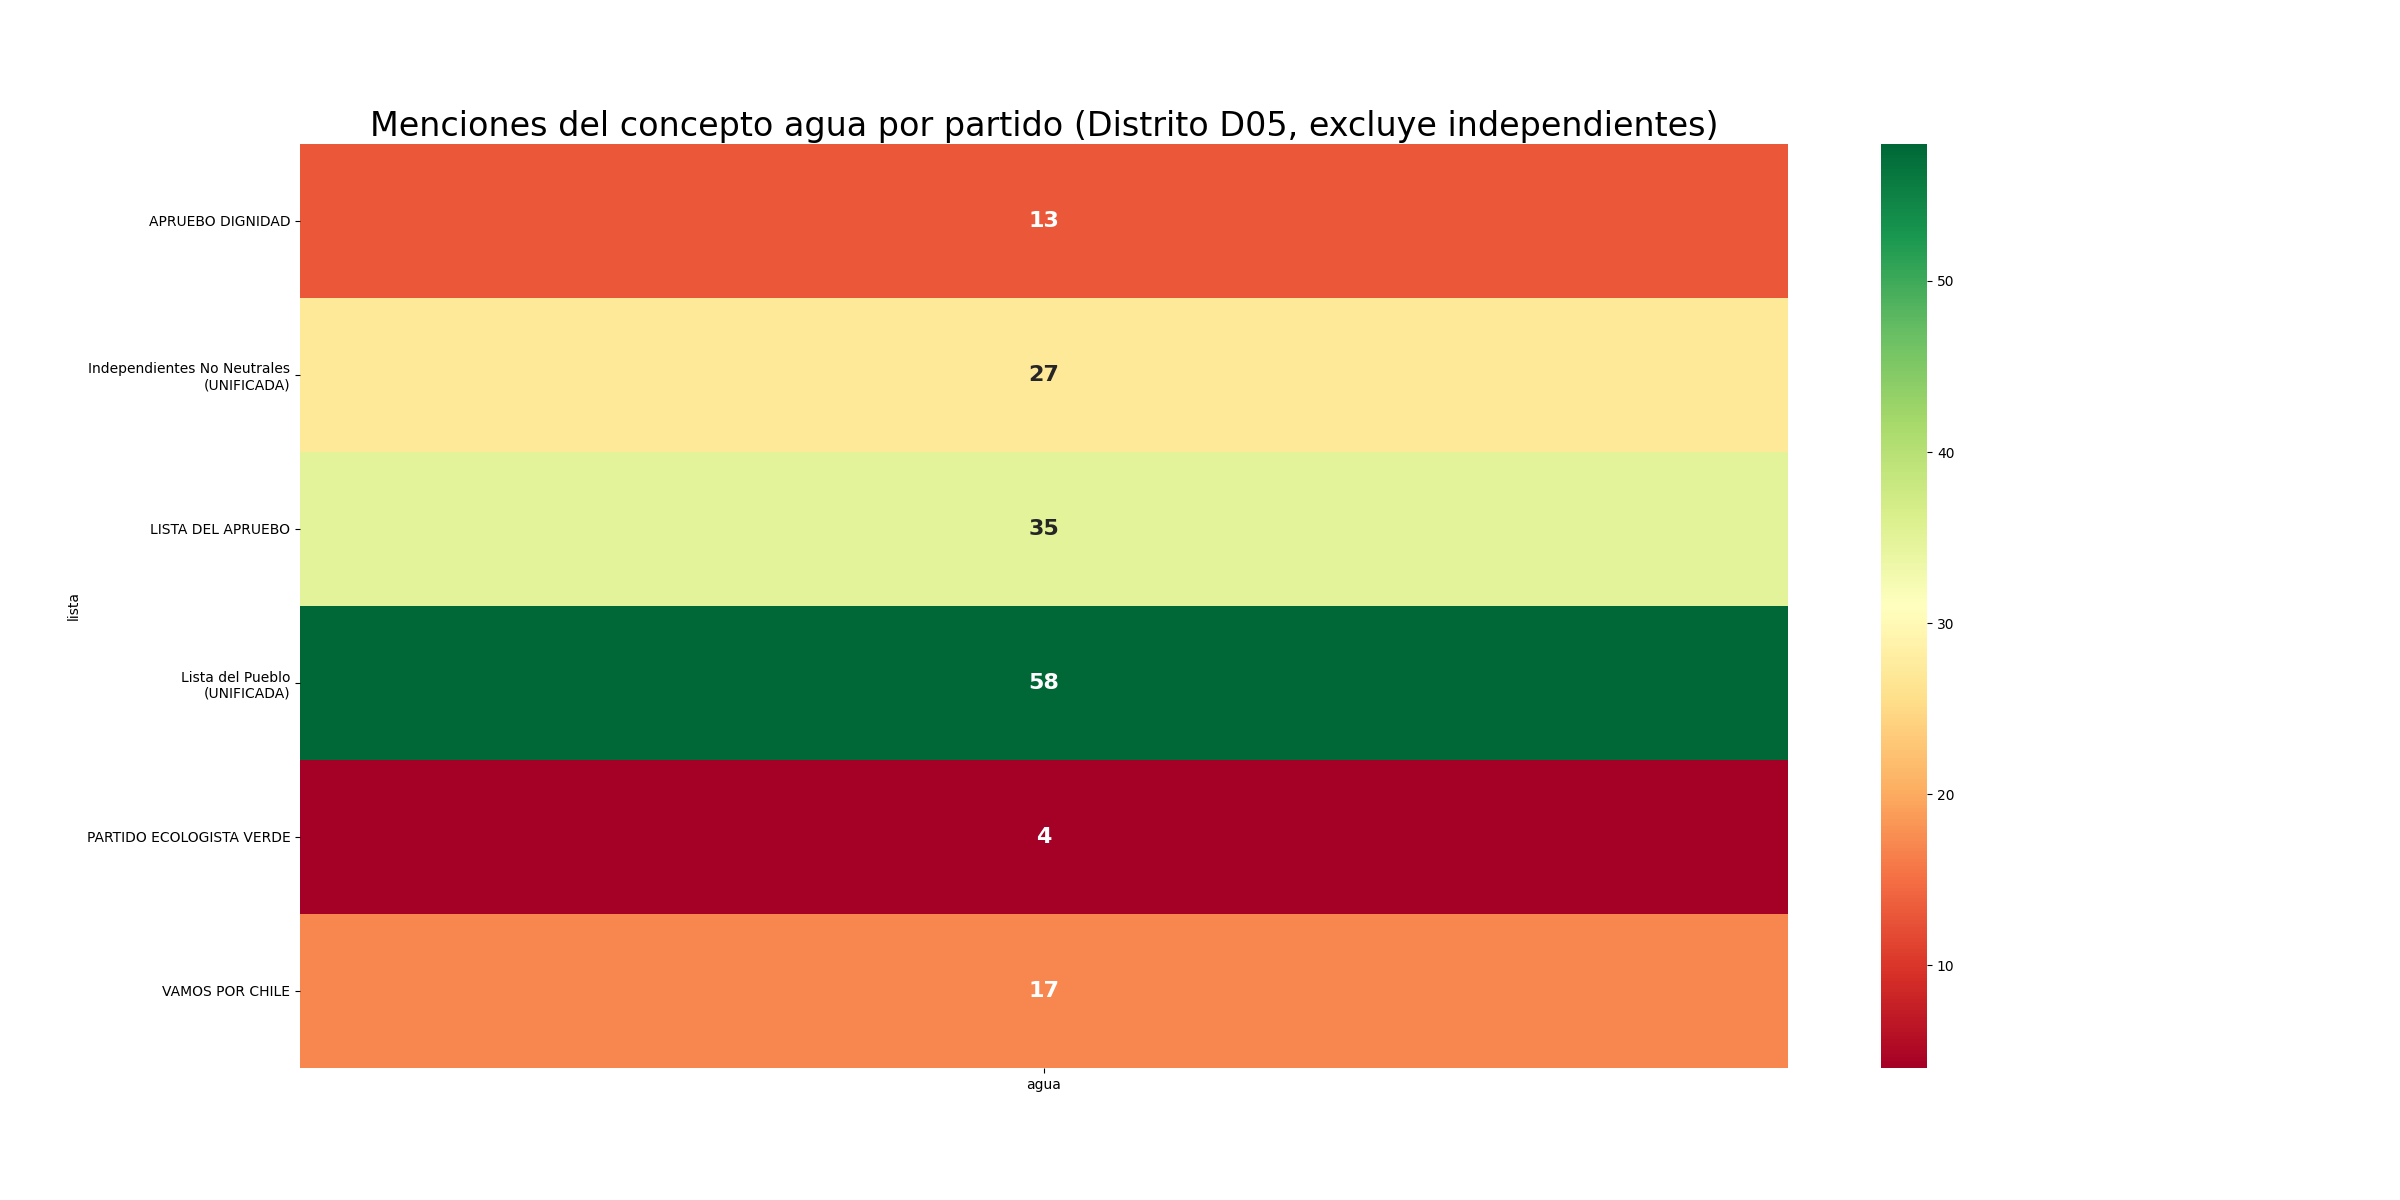 Menciones del concepto agua por partido (Distrito D05, excluye independientes)
lista
APRUEBO DIGNIDAD
13
Independientes No Neutrales
(UNIFICADA)
27
LISTA DEL APRUEBO
35
Lista del Pueblo
(UNIFICADA)
58
PARTIDO ECOLOGISTA VERDE
4
VAMOS POR CHILE
17
agua
50
40
30
20
10